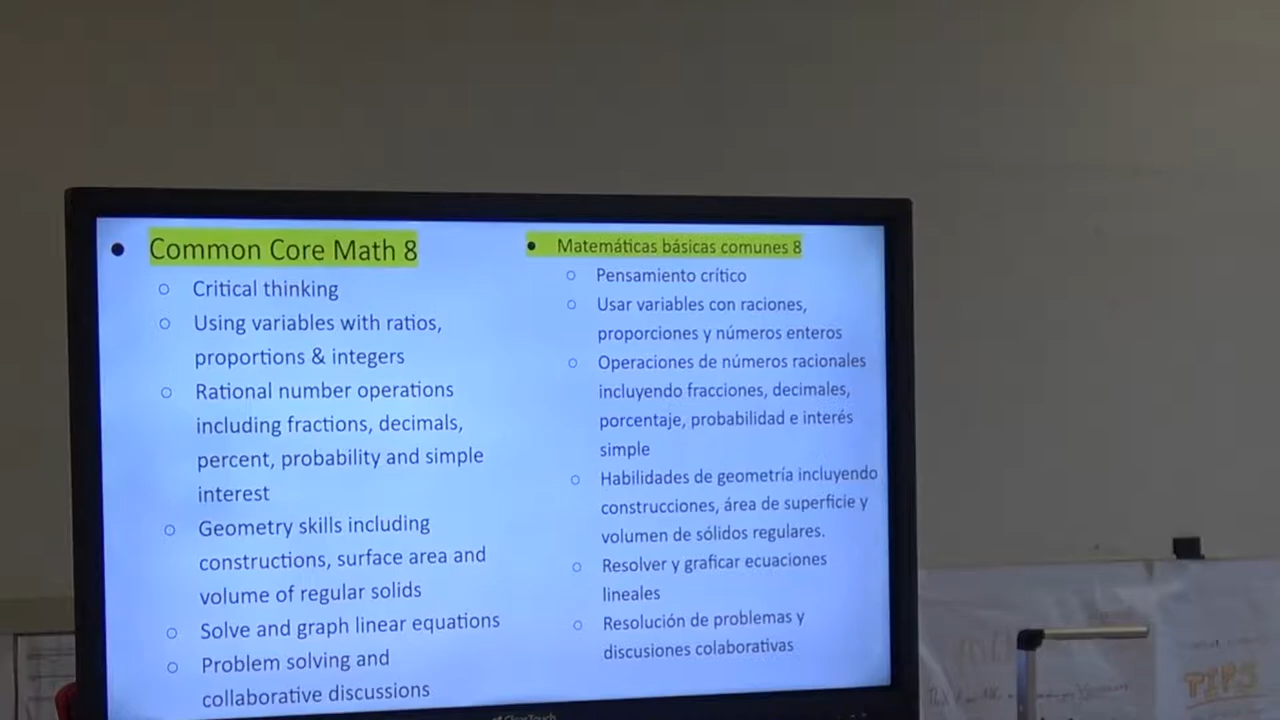 Common Core Math 8
Critical thinking
Using variables with ratios,
proportions & integers
Rational number operations
including fractions, decimals,
percent, probability and simple
interest
Geometry skills including
constructions, surface area and
volume of regular solids
Solve and graph linear equations
Problem solving and
collaborative discussions
Matemáticas básicas comunes 8
Pensamiento crítico
Usar variables con raciones,
proporciones y números enteros
Operaciones de números racionales
incluyendo fracciones, decimales,
porcentaje, probabilidad e interés
simple
Habilidades de geometría incluyendo
construcciones, área de superficie y
volumen de sólidos regulares.
Resolver y graficar ecuaciones
lineales
Resolución de problemas y
discusiones colaborativas
TIPS